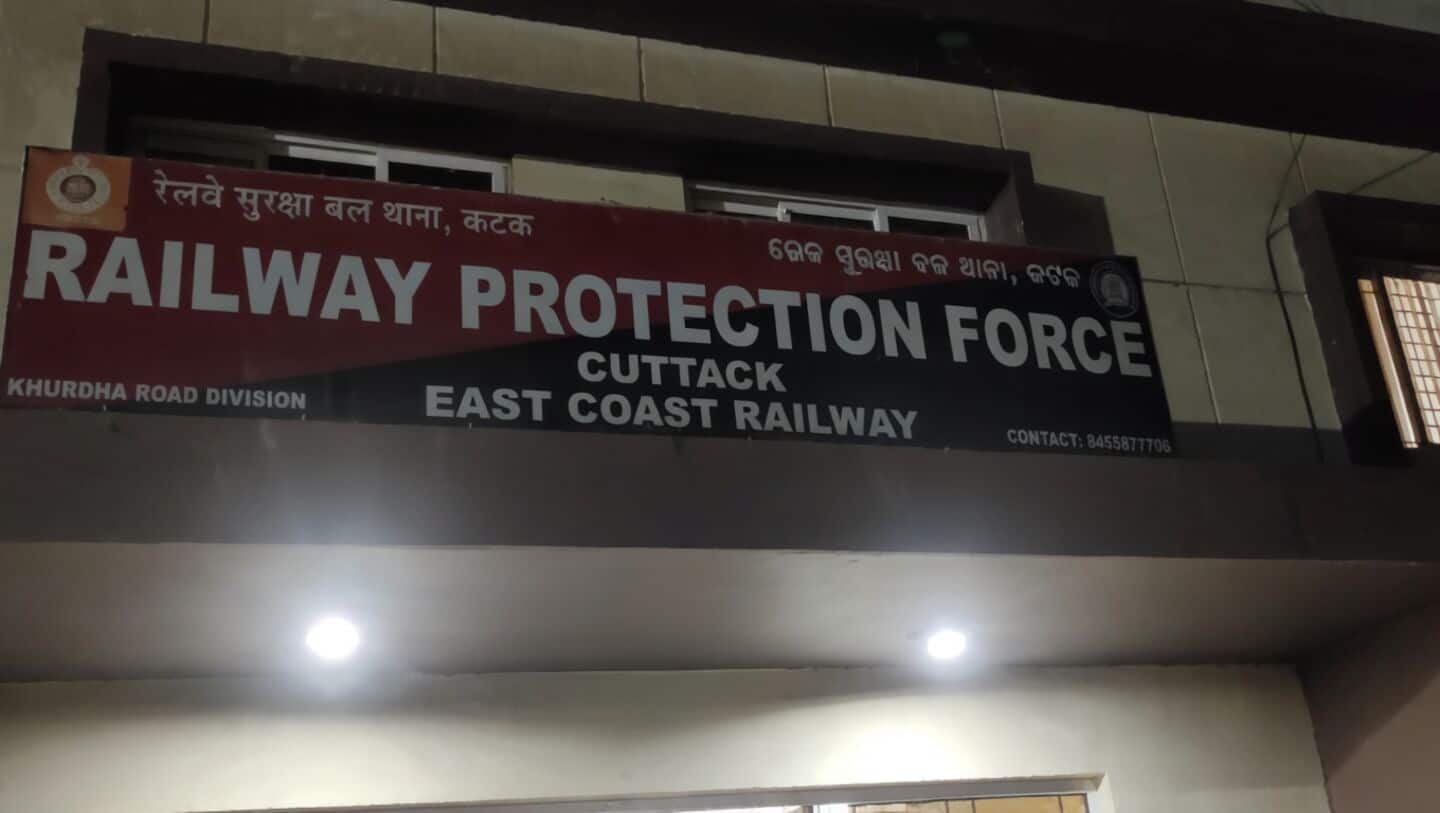 रेलवे सुरक्षा बल थाना, कटक
ରେଳ ସୁରକ୍ଷା ବଳ ଥାନା, କଟକ
RAILWAY PROTECTION FORCE
CUTTACK
EAST COAST RAILWAY
KHURDHA ROAD DIVISION
CONTACT: 8455877706